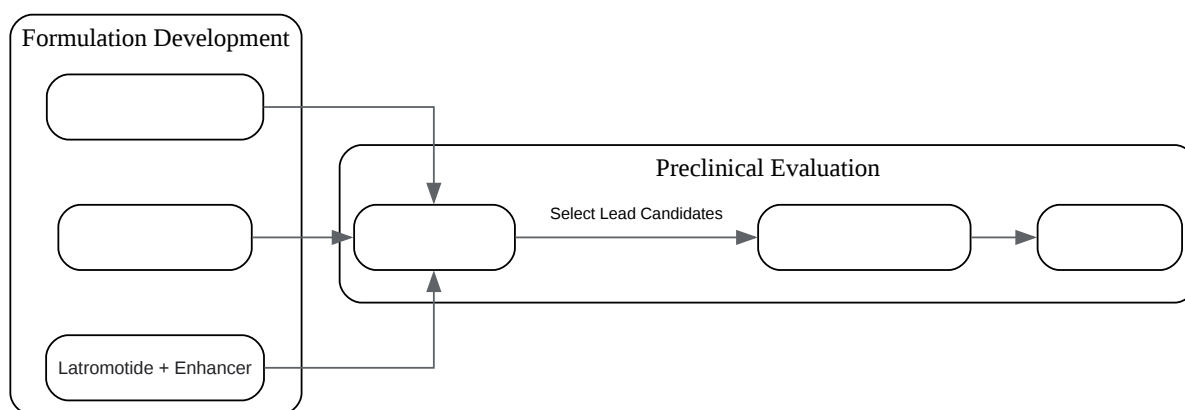 Formulation Development
Preclinical Evaluation
Select Lead Candidates
Latromotide + Enhancer